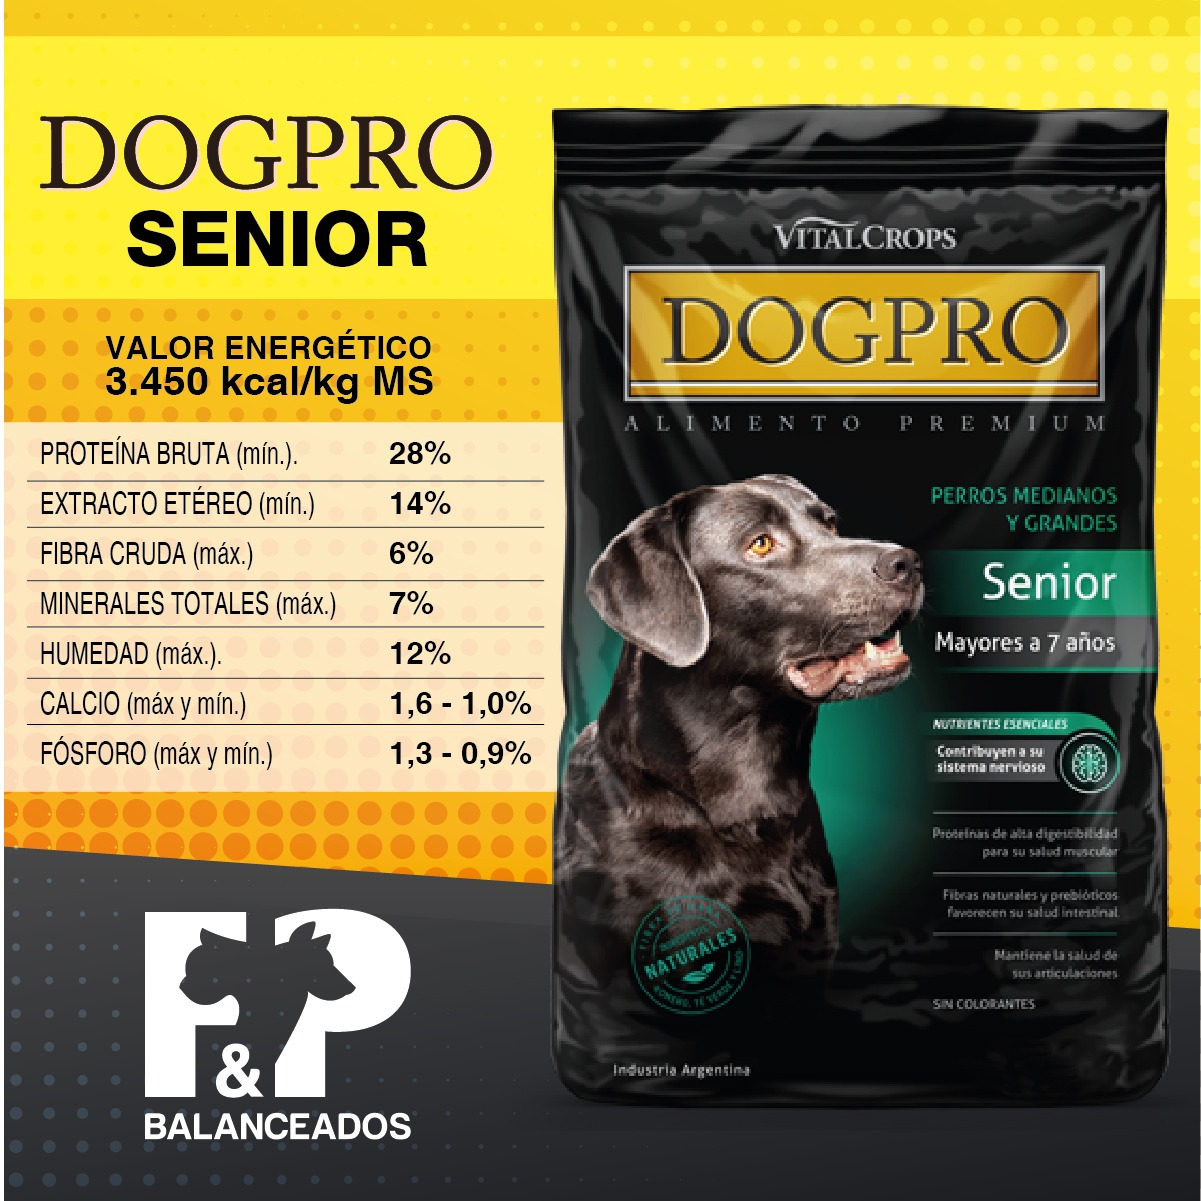 DOGPRO
SENIOR
VALOR ENERGÉTICO
3.450 kcal/kg MS
PROTEÍNA BRUTA (mín.). 28%
EXTRACTO ETÉREO (mín.) 14%
FIBRA CRUDA (máx.) 6%
MINERALES TOTALES (máx.) 7%
HUMEDAD (máx.). 12%
CALCIO (máx y mín.) 1,6 - 1,0%
FÓSFORO (máx y mín.) 1,3 - 0,9%
F&P
BALANCEADOS
VITALCROPS
DOGPRO
ALIMENTO PREMIUM
PERROS MEDIANOS
Y GRANDES
Senior
Mayores a 7 años
NUTRIENTES ESENCIALES
Contribuyen a su
sistema nervioso
Proteínas de alta digestibilidad
para su salud muscular
Fibras naturales y prebióticos
favorecen su salud intestinal
Mantiene la salud de
sus articulaciones
SIN COLORANTES
NATURALES
ROMERO, TÉ VERDE Y LINO
Industria Argentina